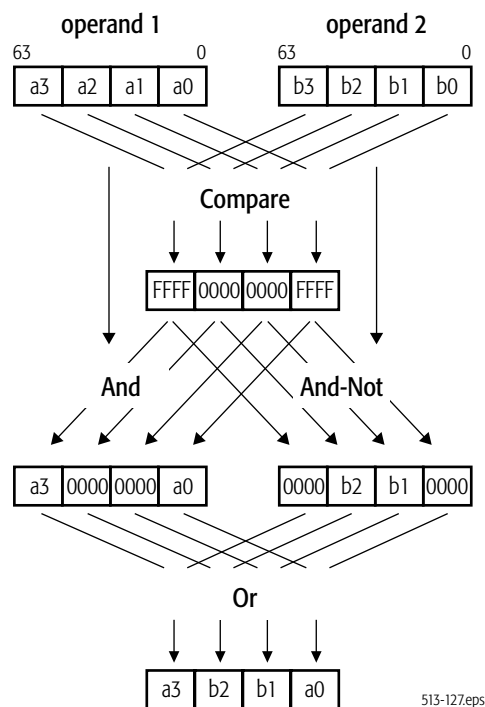 operand 1 operand 2
63 0 63 0
a3 a2 a1 a0 b3 b2 b1 b0
Compare
FFFF 0000 0000 FFFF
And And-Not
a3 0000 0000 a0 0000 b2 b1 0000
Or
a3 b2 b1 a0
513-127.eps